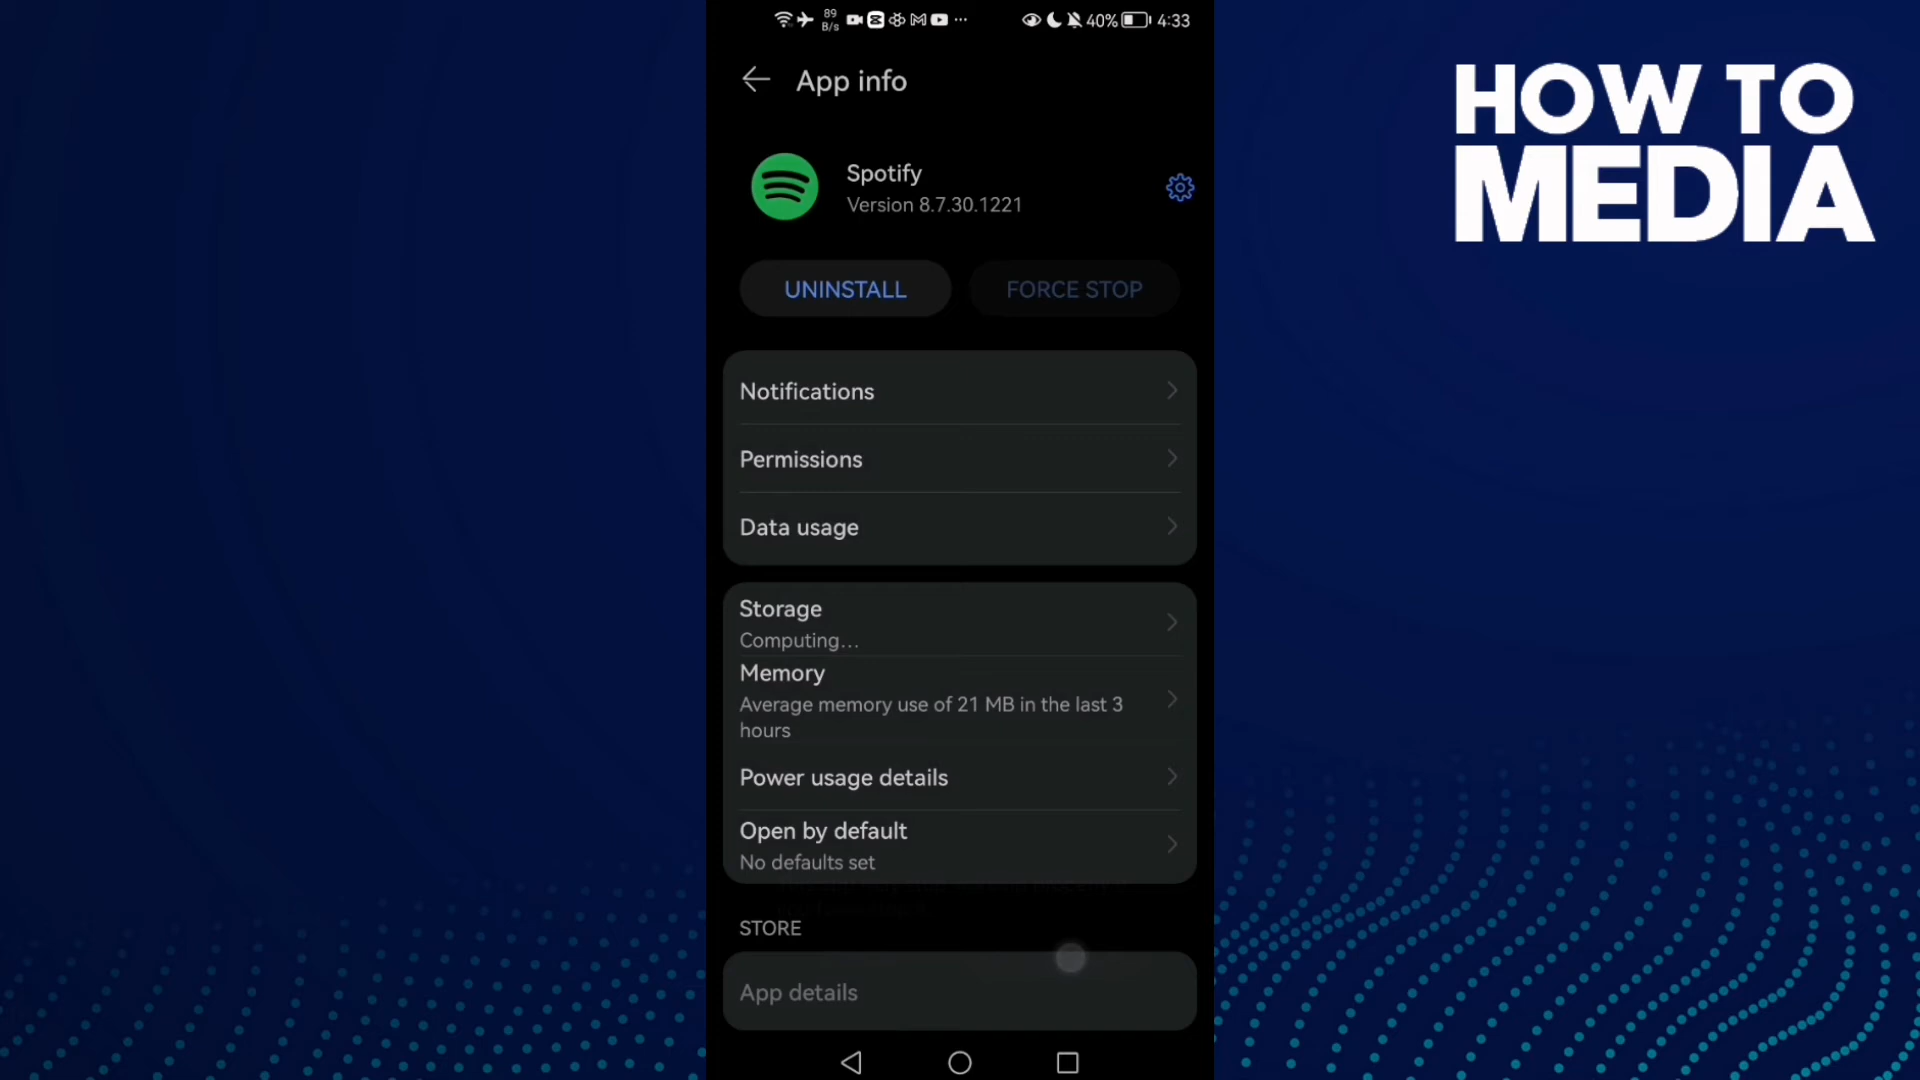 89
B/s
40%
4:33
App info
Spotify
Version 8.7.30.1221
UNINSTALL
FORCE STOP
Notifications
Permissions
Data usage
Storage
Computing...
Memory
Average memory use of 21 MB in the last 3
hours
Power usage details
Open by default
No defaults set
STORE
App details
HOW TO
MEDIA